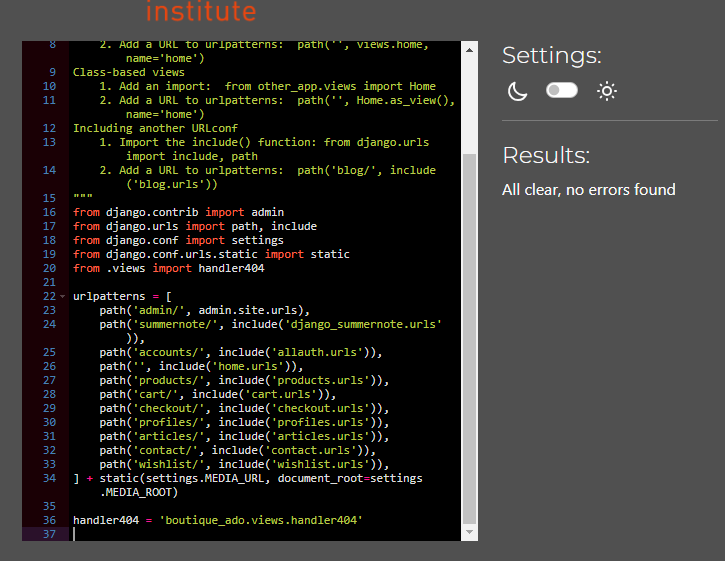 institute
8 2. Add a URL to urlpatterns:  path('', views.home,
name='home')
9 Class-based views
10 1. Add an import:  from other_app.views import Home
11 2. Add a URL to urlpatterns:  path('', Home.as_view(),
name='home')
12 Including another URLconf
13 1. Import the include() function: from django.urls
import include, path
14 2. Add a URL to urlpatterns:  path('blog/', include
('blog.urls'))
15 """
16 from django.contrib import admin
17 from django.urls import path, include
18 from django.conf import settings
19 from django.conf.urls.static import static
20 from .views import handler404
21
22 urlpatterns = [
23 path('admin/', admin.site.urls),
24 path('summernote/', include('django_summernote.urls'
)),
25 path('accounts/', include('allauth.urls')),
26 path('', include('home.urls')),
27 path('products/', include('products.urls')),
28 path('cart/', include('cart.urls')),
29 path('checkout/', include('checkout.urls')),
30 path('profiles/', include('profiles.urls')),
31 path('articles/', include('articles.urls')),
32 path('contact/', include('contact.urls')),
33 path('wishlist/', include('wishlist.urls')),
34 ] + static(settings.MEDIA_URL, document_root=settings
.MEDIA_ROOT)
35
36 handler404 = 'boutique_ado.views.handler404'
37
Settings:
Results:
All clear, no errors found